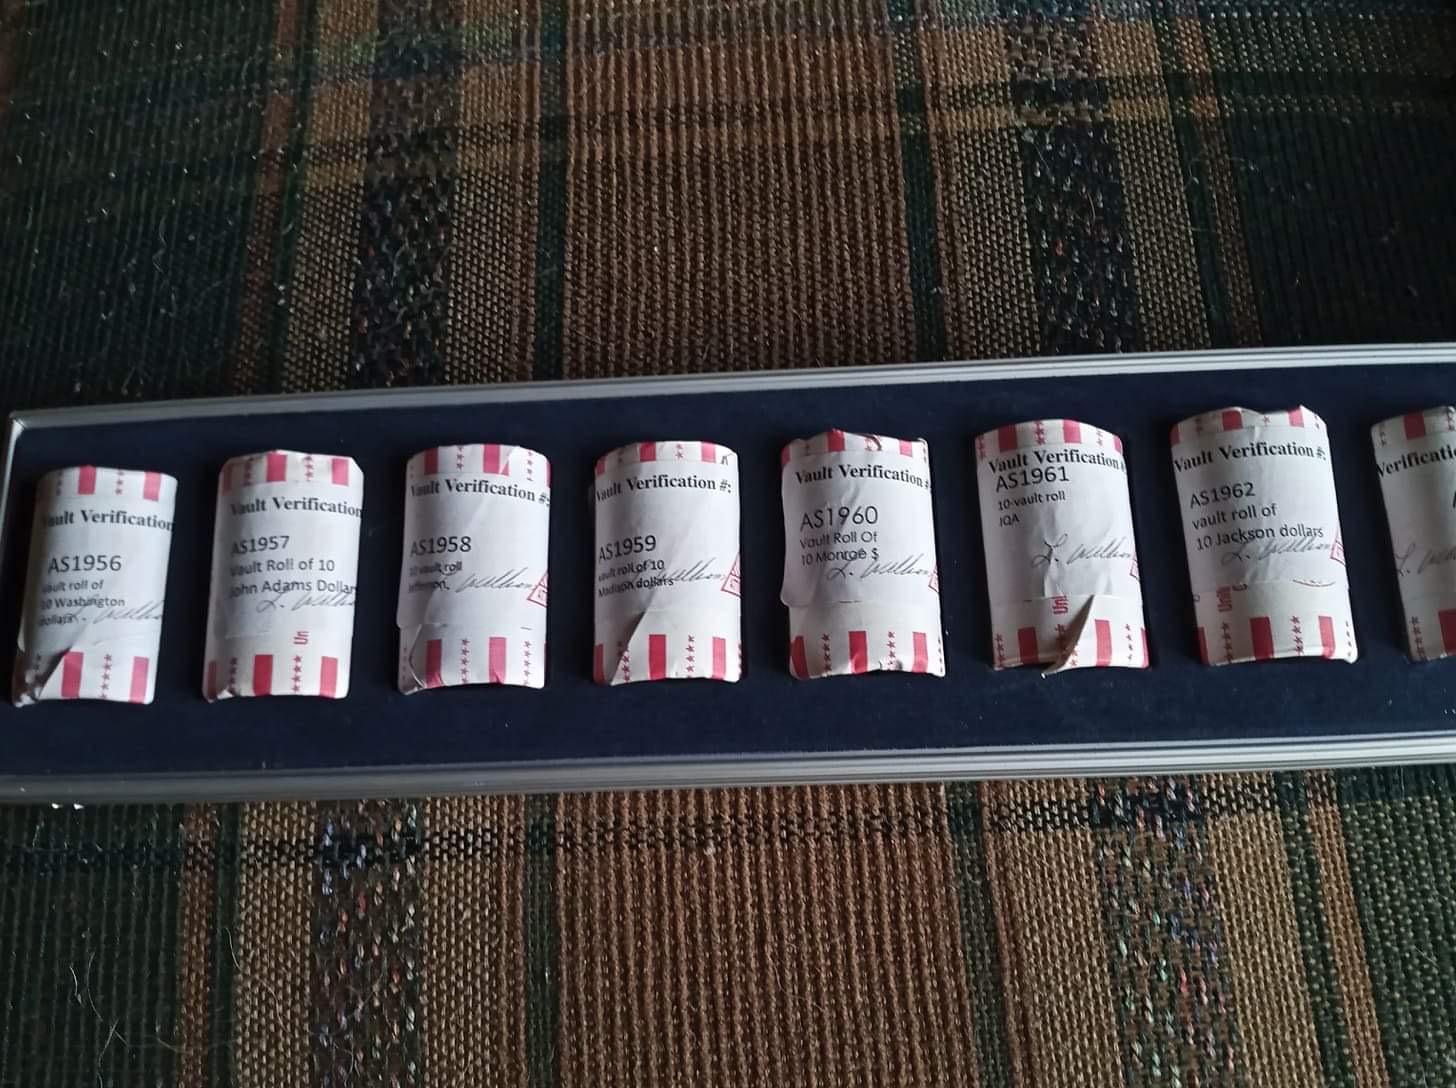 Vault Verification
AS1956
vault roll of
10 Washington
dollars
Vault Verification
AS1957
Vault Roll of 10
John Adams Dollar
Vault Verification #:
AS1958
10 vault roll
Jefferson,
Vault Verification #:
AS1959
vault roll of 10
Madison dollars
Vault Verification #:
AS1960
Vault Roll Of
10 Monroe $
Vault Verification #
AS1961
10-vault roll
JQA
Vault Verification #:
AS1962
vault roll of
10 Jackson dollars